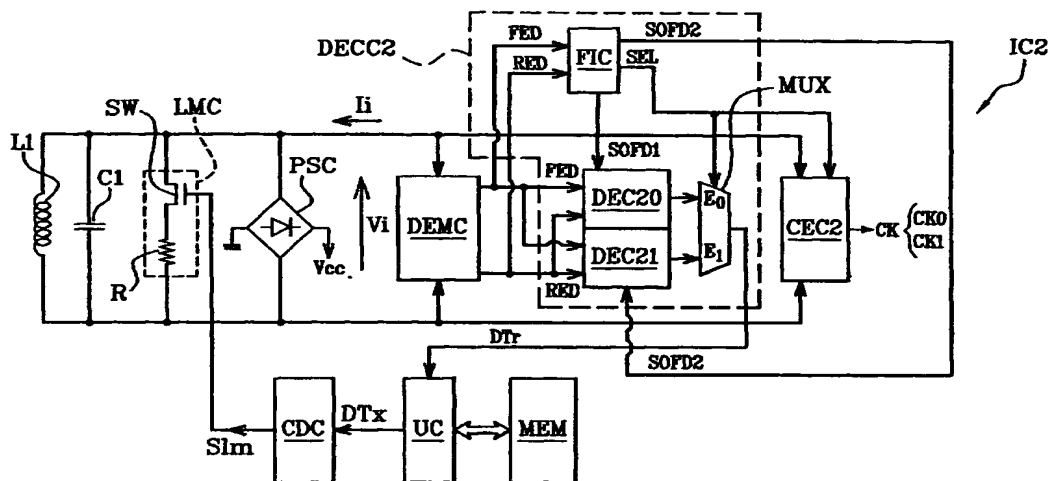 FED
SOFD2
DECC2
FIC
SEL
IC2
RED
MUX
SW
LMC
Ii
L1
C1
PSC
SOFD1
FED
DEC20
E0
Vi
DEMC
DEC21
E1
CEC2
CK
CK0
CK1
Vcc
R
RED
DTr
SOFD2
DTx
CDC
UC
MEM
Slm